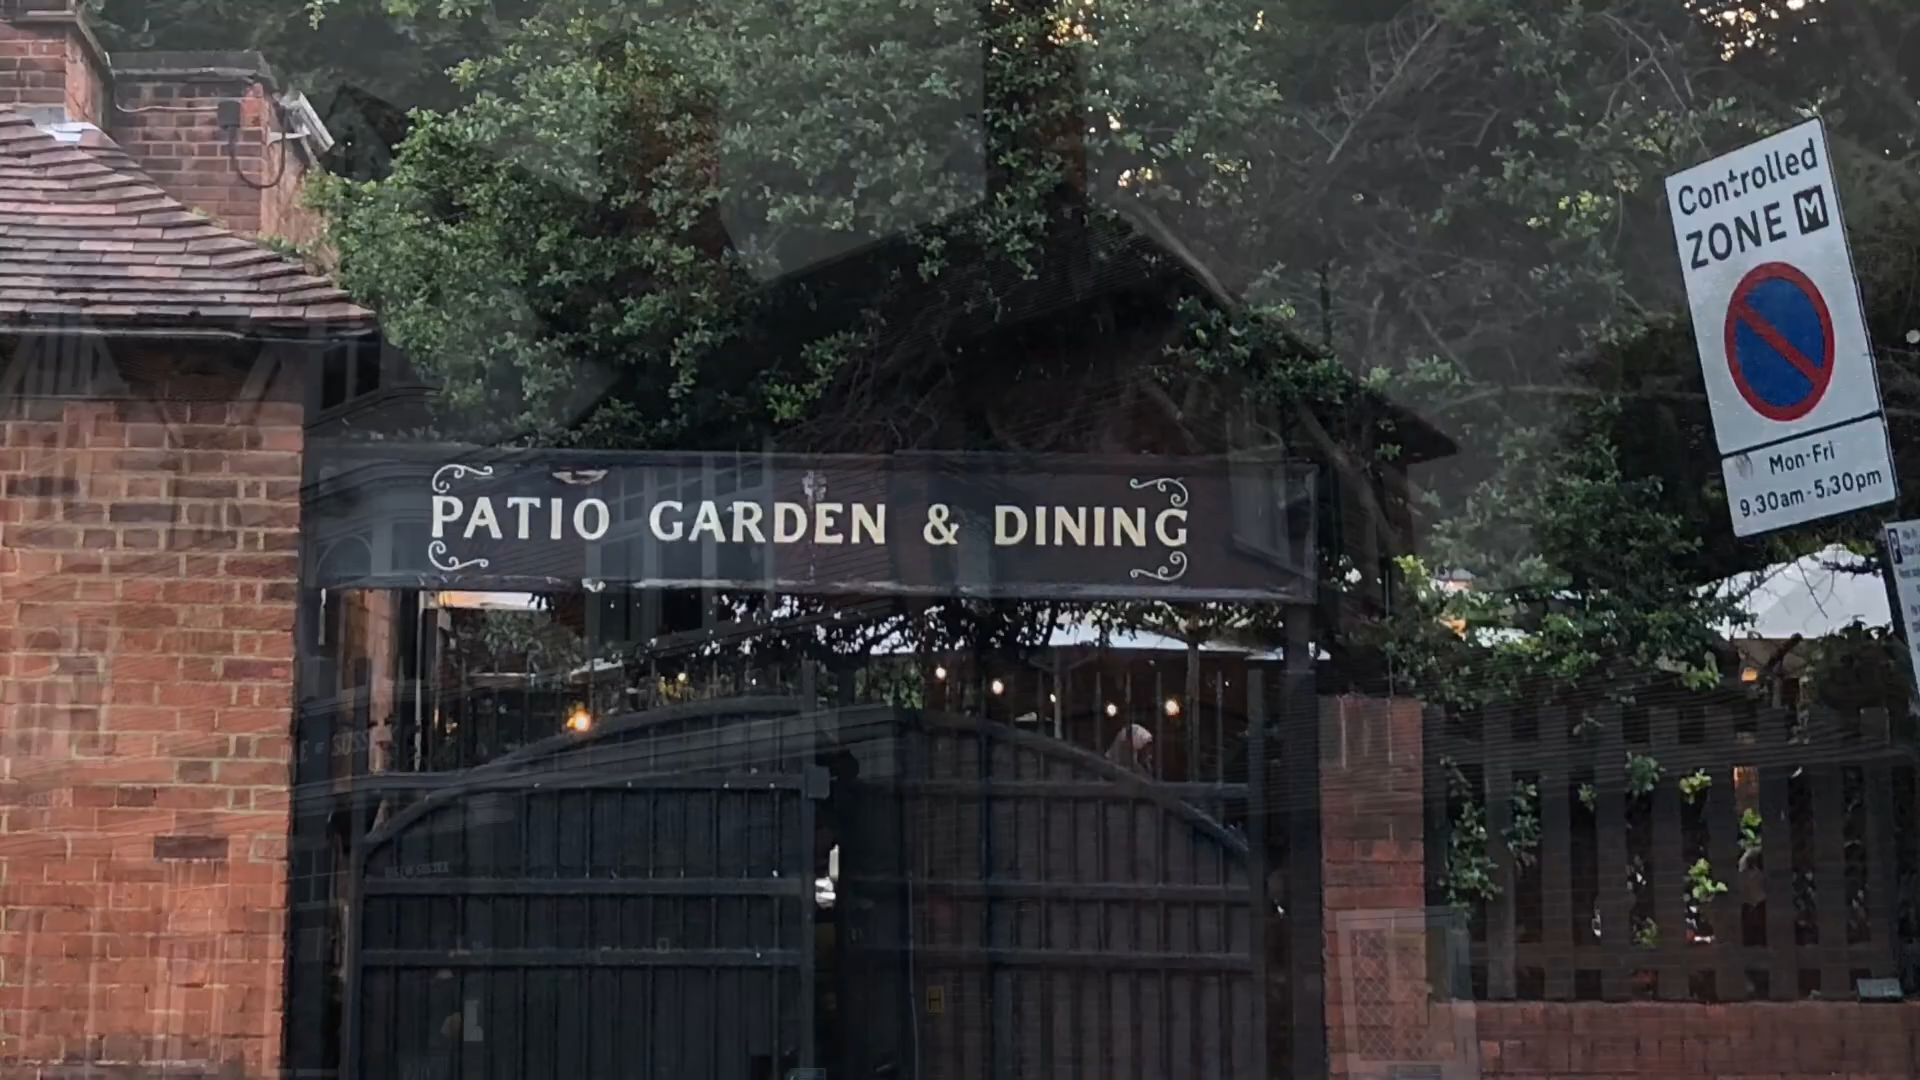 Controlled
ZONE M
PATIO GARDEN & DINING
Mon-Fri
9.30am-5.30pm